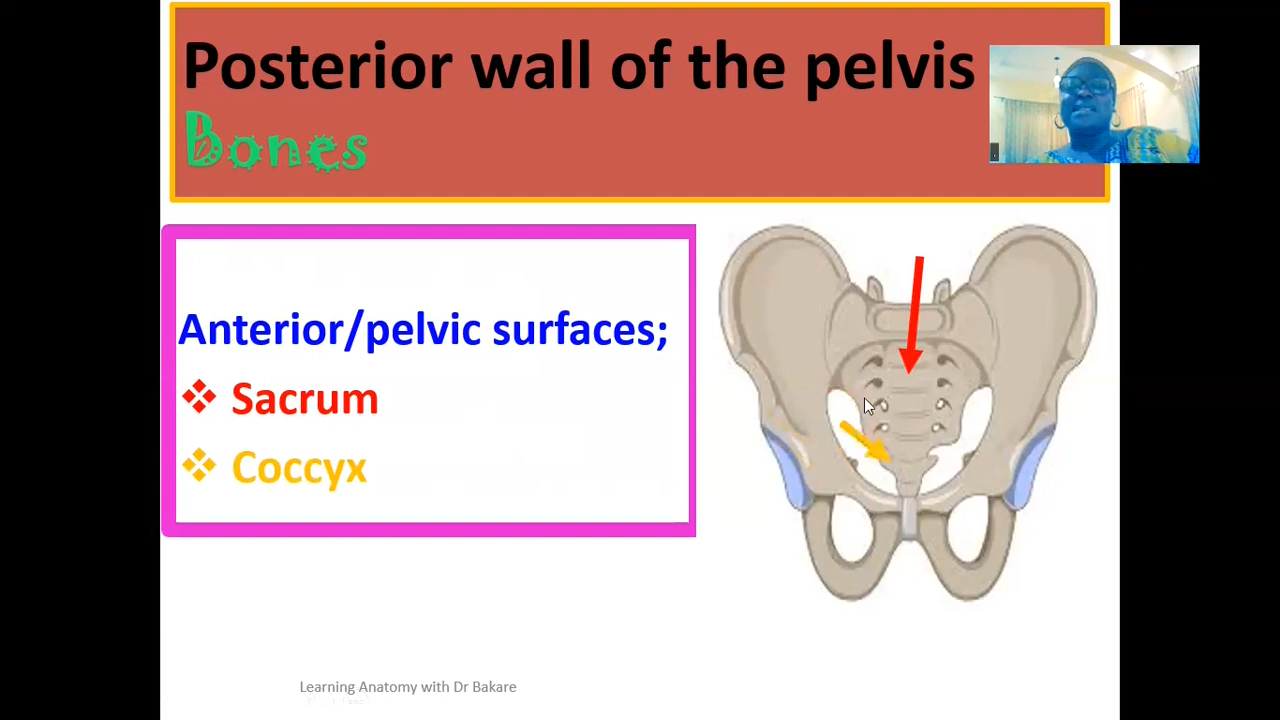 Posterior wall of the pelvis
Bones
Anterior/pelvic surfaces;
Sacrum
Coccyx
Learning Anatomy with Dr Bakare